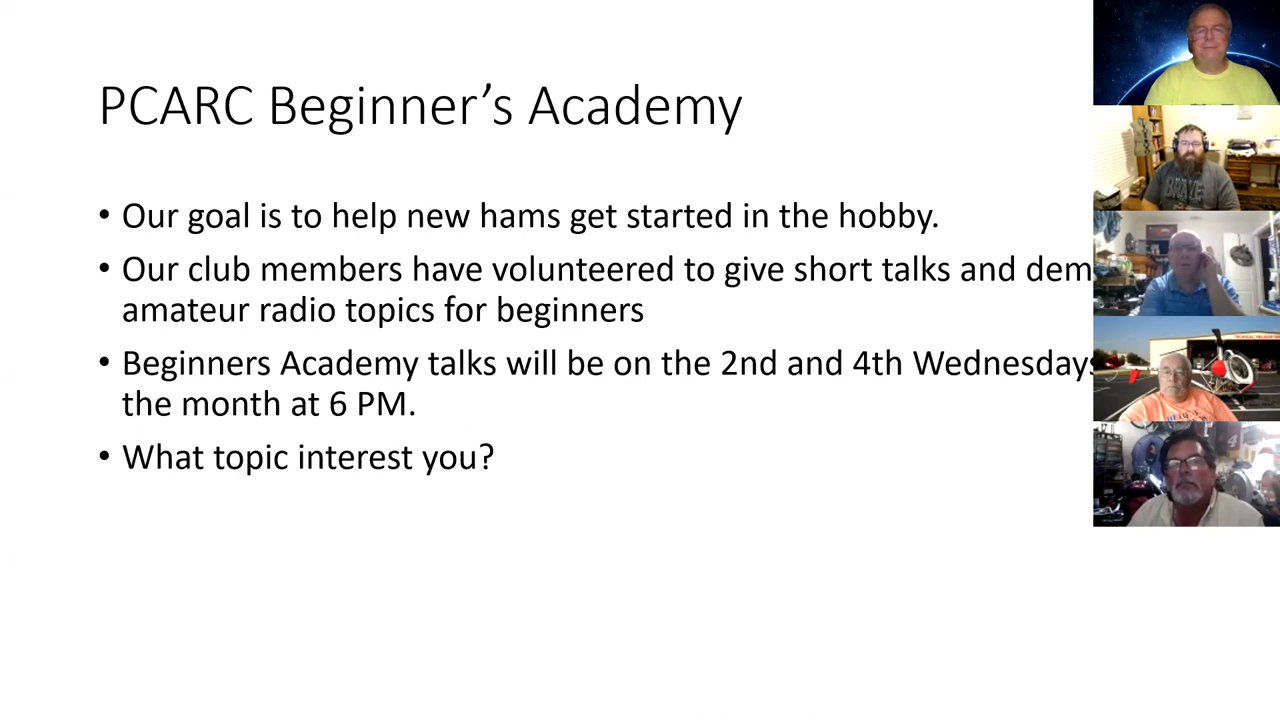 PCARC Beginner’s Academy
• Our goal is to help new hams get started in the hobby.
• Our club members have volunteered to give short talks and dem
amateur radio topics for beginners
• Beginners Academy talks will be on the 2nd and 4th Wednesdays
the month at 6 PM.
• What topic interest you?
BRAVE